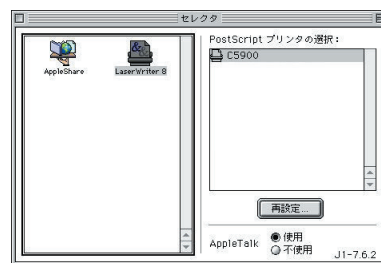 セレクタ
AppleShare
LaserWriter 8
PostScript プリンタの選択：
C5900
再設定...
AppleTalk
使用
不使用
J1-7.6.2